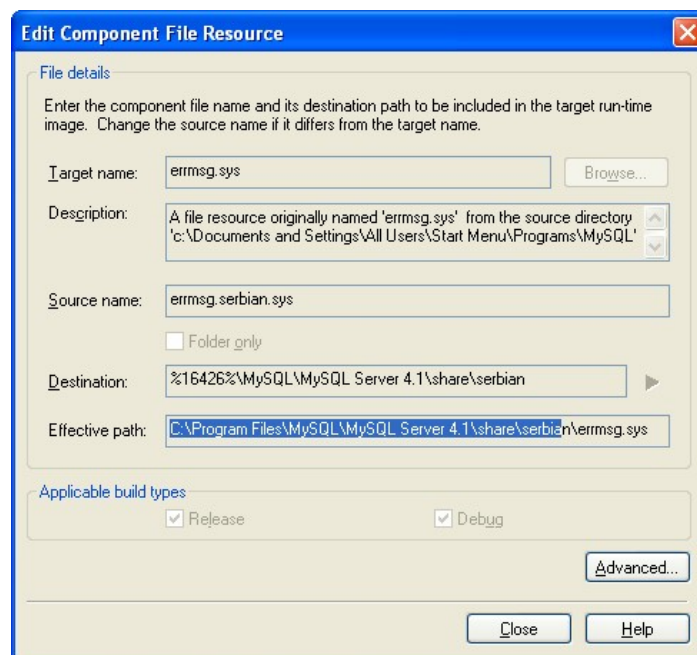 Edit Component File Resource
File details
Enter the component file name and its destination path to be included in the target run-time
image. Change the source name if it differs from the target name.
Target name:
errmsg.sys
Browse...
Description:
A file resource originally named 'errmsg.sys' from the source directory
'c:\Documents and Settings\All Users\Start Menu\Programs\MySQL'
Source name:
errmsg.serbian.sys
Folder only
Destination:
%16426%\MySQL\MySQL Server 4.1\share\serbian
Effective path:
C:\Program Files\MySQL\MySQL Server 4.1\share\serbian\errmsg.sys
Applicable build types
Release
Debug
Advanced...
Close
Help